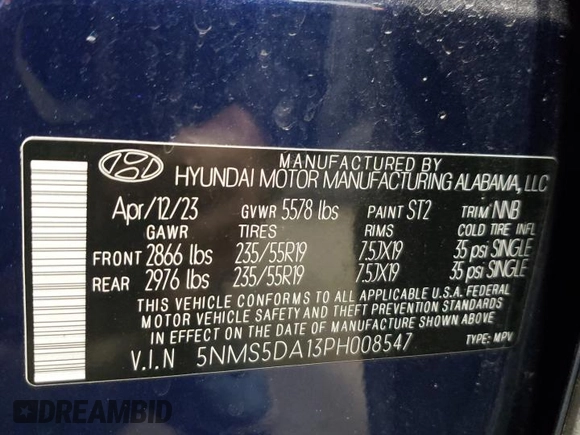 MANUFACTURED BY
HYUNDAI MOTOR MANUFACTURING ALABAMA, LLC
Apr/12/23 GVWR 5578 lbs PAINT ST2 TRIM NNB
GAWR TIRES RIMS COLD TIRE INFL
FRONT 2866 lbs 235/55R19 7.5JX19 35 psi SINGLE
REAR 2976 lbs 235/55R19 7.5JX19 35 psi SINGLE
THIS VEHICLE CONFORMS TO ALL APPLICABLE U.S.A. FEDERAL
MOTOR VEHICLE SAFETY AND THEFT PREVENTION STANDARDS
IN EFFECT ON THE DATE OF MANUFACTURE SHOWN ABOVE.
V.I.N 5NMS5DA13PH008547 TYPE: MPV
DREAMBID